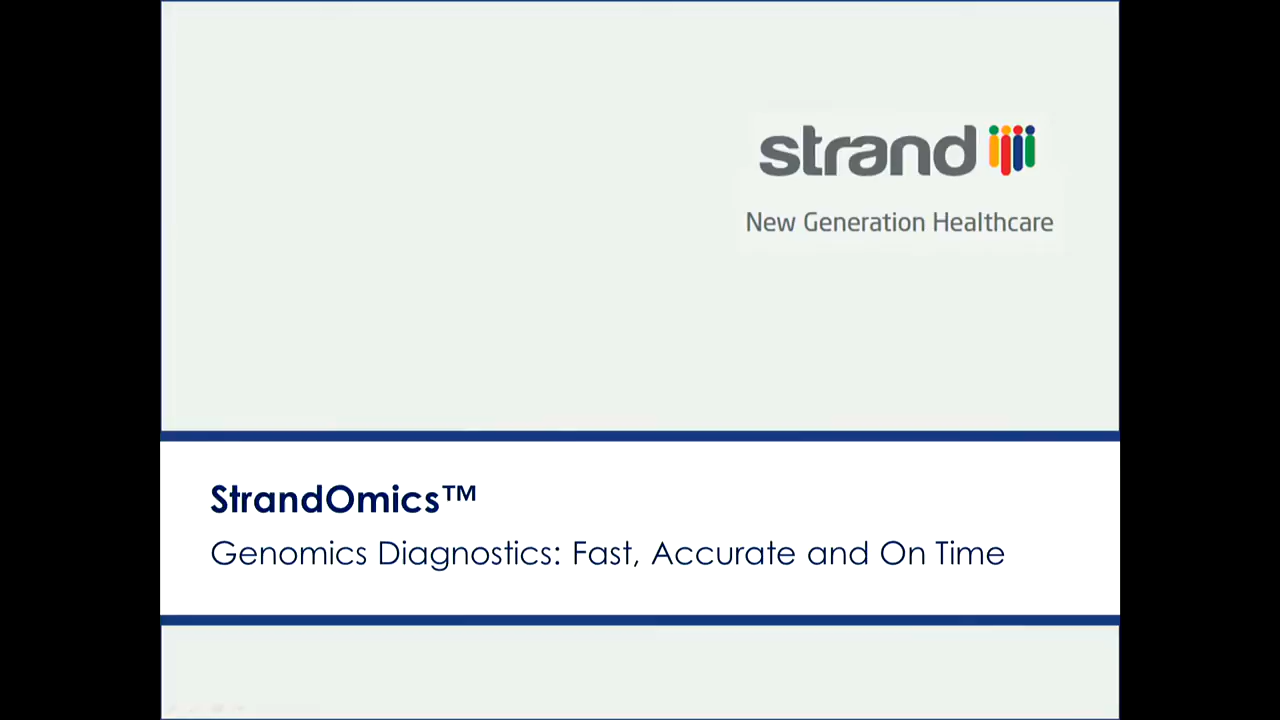 strand
New Generation Healthcare
StrandOmics™
Genomics Diagnostics: Fast, Accurate and On Time